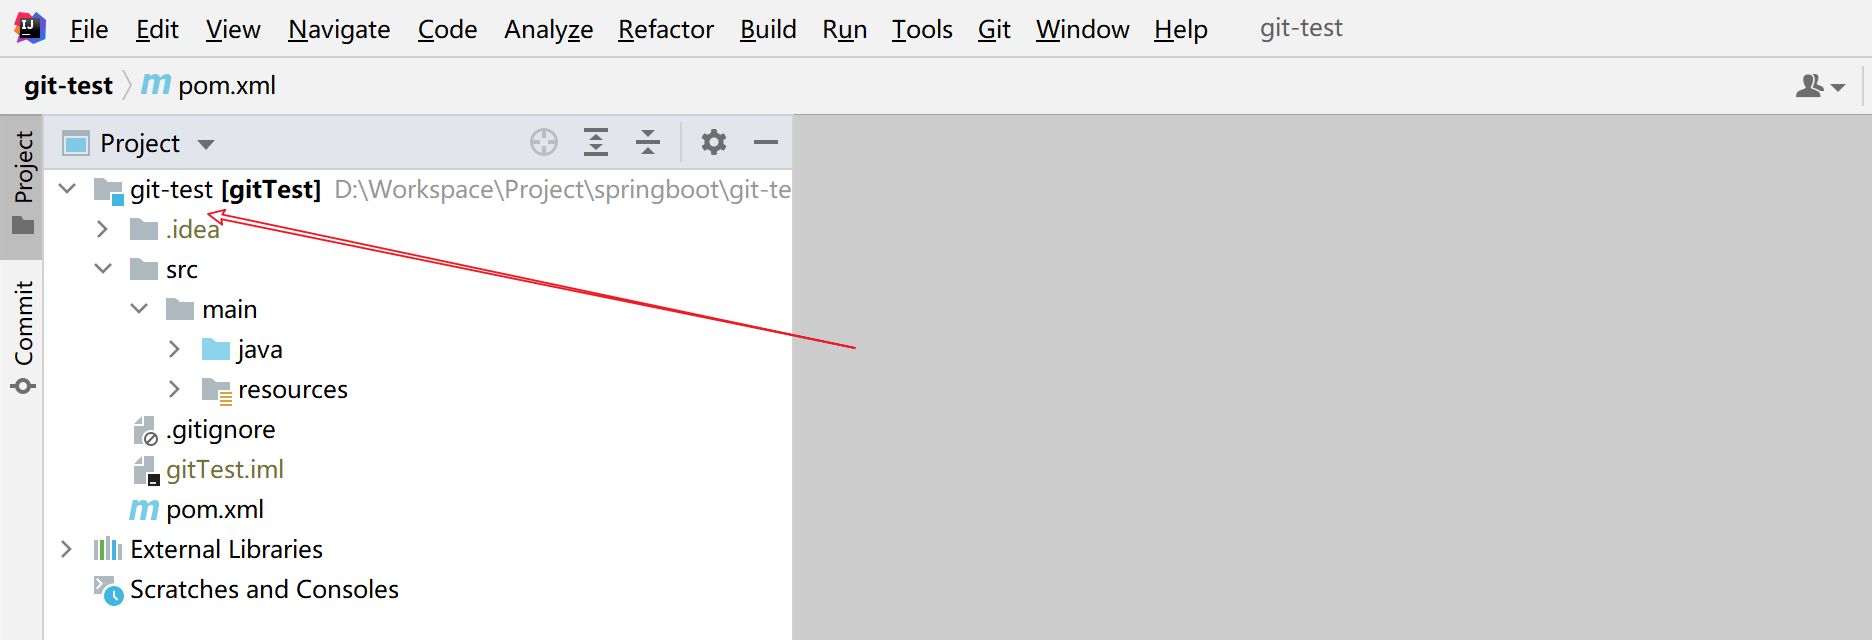 File Edit View Navigate Code Analyze Refactor Build Run Tools Git Window Help git-test
git-test pom.xml
Project
Commit
Project
git-test [gitTest] D:\Workspace\Project\springboot\git-te
.idea
src
main
java
resources
.gitignore
gitTest.iml
pom.xml
External Libraries
Scratches and Consoles